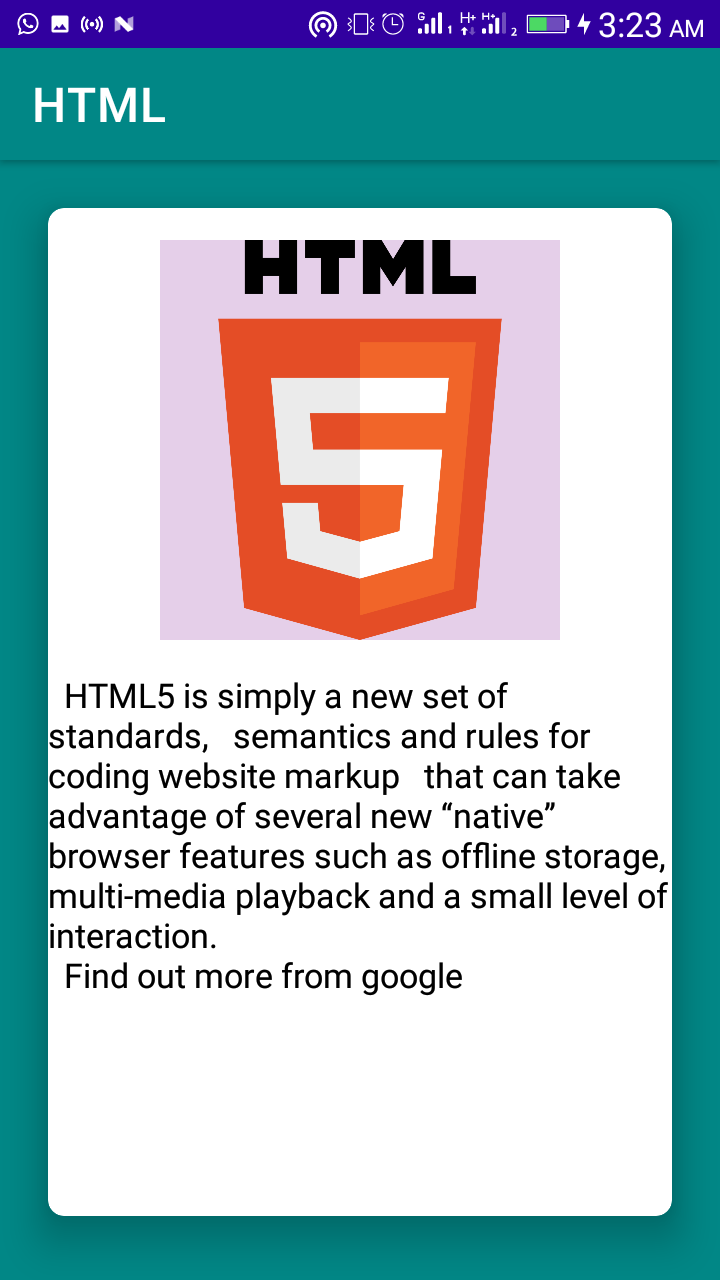 3:23 AM
HTML
HTML
5
HTML5 is simply a new set of
standards,   semantics and rules for
coding website markup   that can take
advantage of several new “native”
browser features such as offline storage,
multi-media playback and a small level of
interaction.
Find out more from google